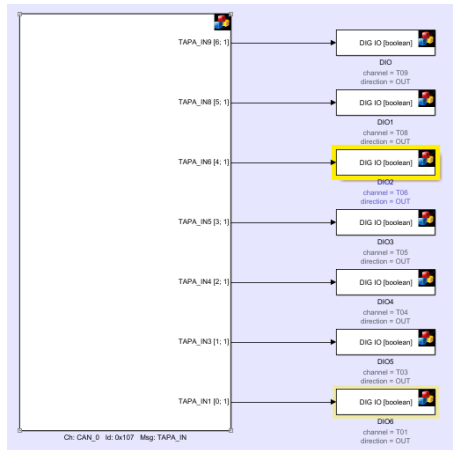 TAPA_IN9 [6; 1]
DIG IO [boolean]
DIO
channel = T09
direction = OUT
TAPA_IN8 [5; 1]
DIG IO [boolean]
DIO1
channel = T08
direction = OUT
TAPA_IN6 [4; 1]
DIG IO [boolean]
DIO2
channel = T06
direction = OUT
TAPA_IN5 [3; 1]
DIG IO [boolean]
DIO3
channel = T05
direction = OUT
TAPA_IN4 [2; 1]
DIG IO [boolean]
DIO4
channel = T04
direction = OUT
TAPA_IN3 [1; 1]
DIG IO [boolean]
DIO5
channel = T03
direction = OUT
TAPA_IN1 [0; 1]
DIG IO [boolean]
DIO6
channel = T01
direction = OUT
Ch: CAN_0 Id: 0x107 Msg: TAPA_IN